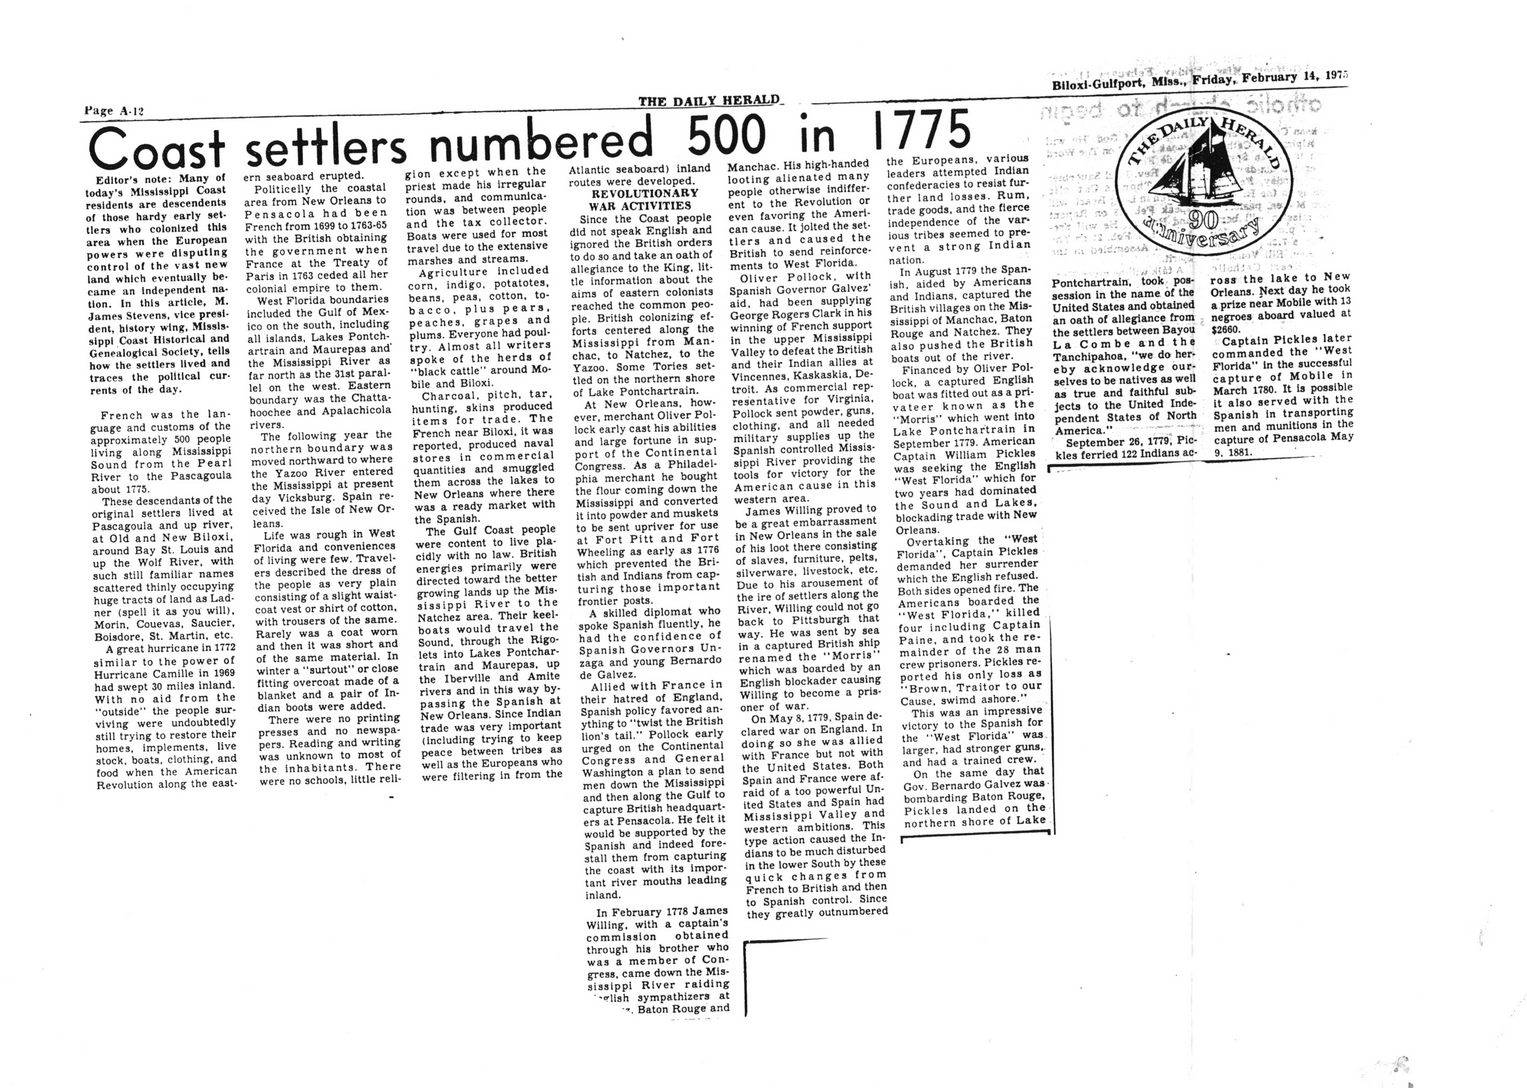 Page A-12
THE DAILY HERALD
Biloxi-Gulfport, Miss., Friday, February 14, 1975
Coast settlers numbered 500 in 1775
Editor's note: Many of
today's Mississippi Coast
residents are descendents
of those hardy early set-
tlers who colonized this
area when the European
powers were disputing
control of the vast new
land which eventually be-
came an independent na-
tion. In this article, M.
James Stevens, vice presi-
dent, history wing, Missis-
sippi Coast Historical and
Genealogical Society, tells
how the settlers lived and
traces the political cur-
rents of the day.
French was the lan-
guage and customs of the
approximately 500 people
living along Mississippi
Sound from the Pearl
River to the Pascagoula
about 1775.
These descendants of the
original settlers lived at
Pascagoula and up river,
at Old and New Biloxi,
around Bay St. Louis and
up the Wolf River, with
such still familiar names
scattered thinly occupying
huge tracts of land as Lad-
ner (spell it as you will),
Morin, Couevas, Saucier,
Boisdore, St. Martin, etc.
A great hurricane in 1772
similar to the power of
Hurricane Camille in 1969
had swept 30 miles inland.
With no aid from the
"outside" the people sur-
viving were undoubtedly
still trying to restore their
homes, implements, live
stock, boats, clothing, and
food when the American
Revolution along the east-
ern seaboard erupted.
Politicelly the coastal
area from New Orleans to
Pensacola had been
French from 1699 to 1763-65
with the British obtaining
the government when
France at the Treaty of
Paris in 1763 ceded all her
colonial empire to them.
West Florida boundaries
included the Gulf of Mex-
ico on the south, including
all islands, Lakes Pontch-
artrain and Maurepas and
the Mississippi River as
far north as the 31st paral-
lel on the west. Eastern
boundary was the Chatta-
hoochee and Apalachicola
rivers.
The following year the
northern boundary was
moved northward to where
the Yazoo River entered
the Mississippi at present
day Vicksburg. Spain re-
ceived the Isle of New Or-
leans.
Life was rough in West
Florida and conveniences
of living were few. Travel-
ers described the dress of
the people as very plain
consisting of a slight waist-
coat vest or shirt of cotton,
with trousers of the same.
Rarely was a coat worn
and then it was short and
of the same material. In
winter a "surtout" or close
fitting overcoat made of a
blanket and a pair of In-
dian boots were added.
There were no printing
presses and no newspa-
pers. Reading and writing
was unknown to most of
the inhabitants. There
were no schools, little reli-
gion except when the
priest made his irregular
rounds, and communica-
tion was between people
and the tax collector.
Boats were used for most
travel due to the extensive
marshes and streams.
Agriculture included
corn, indigo, potatotes,
beans, peas, cotton, to-
bacco, plus pears,
peaches, grapes and
plums. Everyone had poul-
try. Almost all writers
spoke of the herds of
"black cattle" around Mo-
bile and Biloxi.
Charcoal, pitch, tar,
hunting, skins produced
items for trade. The
French near Biloxi, it was
reported, produced naval
stores in commercial
quantities and smuggled
them across the lakes to
New Orleans where there
was a ready market with
the Spanish.
The Gulf Coast people
were content to live pla-
cidly with no law. British
energies primarily were
directed toward the better
growing lands up the Mis-
sissippi River to the
Natchez area. Their keel-
boats would travel the
Sound, through the Rigo-
lets into Lakes Pontchar-
train and Maurepas, up
the Iberville and Amite
rivers and in this way by-
passing the Spanish at
New Orleans. Since Indian
trade was very important
(including trying to keep
peace between tribes as
well as the Europeans who
were filtering in from the
Atlantic seaboard) inland
routes were developed.
REVOLUTIONARY
WAR ACTIVITIES
Since the Coast people
did not speak English and
ignored the British orders
to do so and take an oath of
allegiance to the King, lit-
tle information about the
aims of eastern colonists
reached the common peo-
ple. British colonizing ef-
forts centered along the
Mississippi from Man-
chac, to Natchez, to the
Yazoo. Some Tories set-
tled on the northern shore
of Lake Pontchartrain.
At New Orleans, how-
ever, merchant Oliver Pol-
lock early cast his abilities
and large fortune in sup-
port of the Continental
Congress. As a Philadel-
phia merchant he bought
the flour coming down the
Mississippi and converted
it into powder and muskets
to be sent upriver for use
at Fort Pitt and Fort
Wheeling as early as 1776
which prevented the Bri-
tish and Indians from cap-
turing those important
frontier posts.
A skilled diplomat who
spoke Spanish fluently, he
had the confidence of
Spanish Governors Un-
zaga and young Bernardo
de Galvez.
Allied with France in
their hatred of England,
Spanish policy favored an-
ything to "twist the British
lion's tail." Pollock early
urged on the Continental
Congress and General
Washington a plan to send
men down the Mississippi
and then along the Gulf to
capture British headquart-
ers at Pensacola. He felt it
would be supported by the
Spanish and indeed fore-
stall them from capturing
the coast with its impor-
tant river mouths leading
inland.
In February 1778 James
Willing, with a captain's
commission obtained
through his brother who
was a member of Con-
gress, came down the Mis-
sissippi River raiding
sympathizers at
Baton Rouge and
Manchac. His high-handed
looting alienated many
people otherwise indiffer-
ent to the Revolution or
even favoring the Ameri-
can cause. It jolted the set-
tlers and caused the
British to send reinforce-
ments to West Florida.
Oliver Pollock, with
Spanish Governor Galvez'
aid, had been supplying
George Rogers Clark in his
winning of French support
in the upper Mississippi
Valley to defeat the British
and their Indian allies at
Vincennes, Kaskaskia, De-
troit. As commercial rep-
resentative for Virginia,
Pollock sent powder, guns,
clothing, and all needed
military supplies up the
Spanish controlled Missis-
sippi River providing the
tools for victory for the
American cause in this
western area.
James Willing proved to
be a great embarrassment
in New Orleans in the sale
of his loot there consisting
of slaves, furniture, pelts,
silverware, livestock, etc.
Due to his arousement of
the ire of settlers along the
River, Willing could not go
back to Pittsburgh that
way. He was sent by sea
in a captured British ship
renamed the "Morris"
which was boarded by an
English blockader causing
Willing to become a pris-
oner of war.
On May 8, 1779, Spain de-
clared war on England. In
doing so she was allied
with France but not with
the United States. Both
Spain and France were af-
raid of a too powerful Un-
ited States and Spain had
Mississippi Valley and
western ambitions. This
type action caused the In-
dians to be much disturbed
in the lower South by these
quick changes from
French to British and then
to Spanish control. Since
they greatly outnumbered
the Europeans, various
leaders attempted Indian
confederacies to resist fur-
ther land losses. Rum,
trade goods, and the fierce
independence of the var-
ious tribes seemed to pre-
vent a strong Indian
nation.
In August 1779 the Span-
ish, aided by Americans
and Indians, captured the
British villages on the Mis-
sissippi of Manchac, Baton
Rouge and Natchez. They
also pushed the British
boats out of the river.
Financed by Oliver Pol-
lock, a captured English
boat was fitted out as a pri-
vateer known as the
"Morris" which went into
Lake Pontchartrain in
September 1779. American
Captain William Pickles
was seeking the English
"West Florida" which for
two years had dominated
the Sound and Lakes,
blockading trade with New
Orleans.
Overtaking the "West
Florida", Captain Pickles
demanded her surrender
which the English refused.
Both sides opened fire. The
Americans boarded the
"West Florida," killed
four including Captain
Paine, and took the re-
mainder of the 28 man
crew prisoners. Pickles re-
ported his only loss as
"Brown, Traitor to our
Cause, swimd ashore."
This was an impressive
victory to the Spanish for
the "West Florida" was
larger, had stronger guns,
and had a trained crew.
On the same day that
Gov. Bernardo Galvez was
bombarding Baton Rouge,
Pickles landed on the
northern shore of Lake
THE DAILY HERALD
90
Anniversary
Pontchartrain, took pos-
session in the name of the
United States and obtained
an oath of allegiance from
the settlers between Bayou
La Combe and the
Tanchipahoa, "we do her-
eby acknowledge our-
selves to be natives as well
as true and faithful sub-
jects to the United Inde-
pendent States of North
America."
September 26, 1779, Pic-
kles ferried 122 Indians ac-
ross the lake to New
Orleans. Next day he took
a prize near Mobile with 13
negroes aboard valued at
$2660.
Captain Pickles later
commanded the "West
Florida" in the successful
capture of Mobile in
March 1780. It is possible
it also served with the
Spanish in transporting
men and munitions in the
capture of Pensacola May
9, 1881.